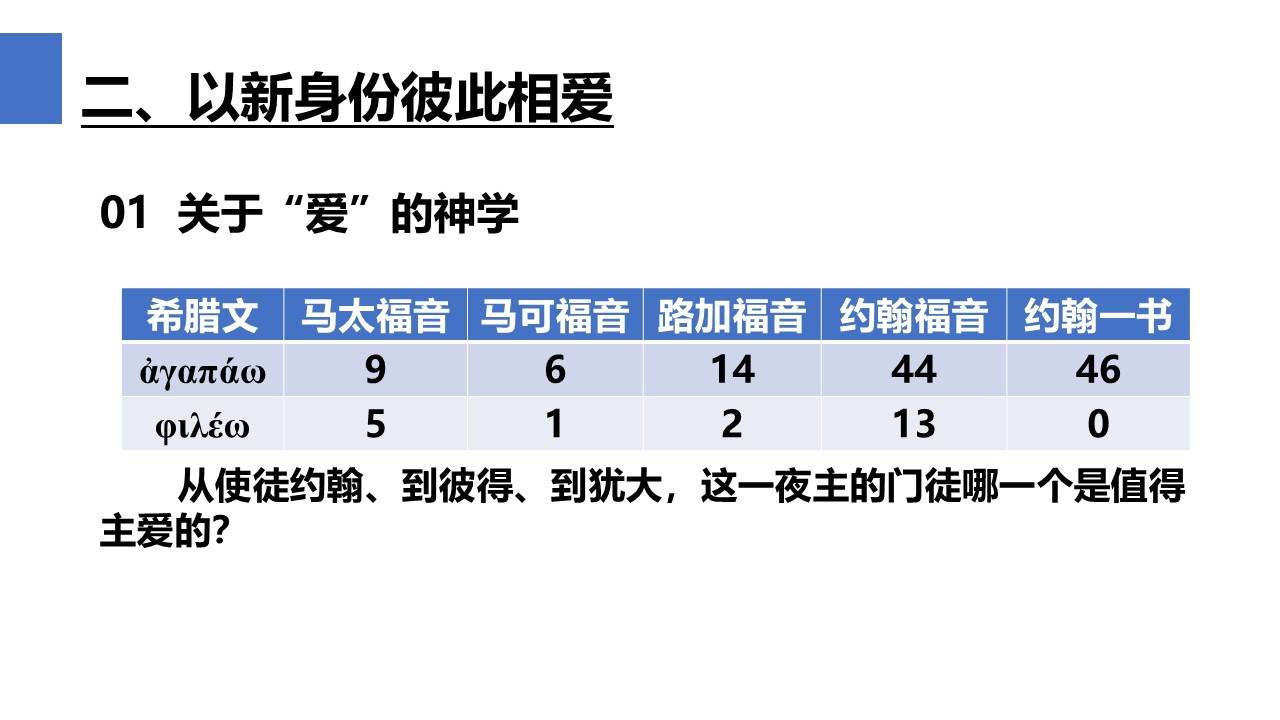 二、以新身份彼此相爱
01 关于“爱”的神学
希腊文 马太福音 马可福音 路加福音 约翰福音 约翰一书
ἀγαπάω 9 6 14 44 46
φιλέω 5 1 2 13 0
从使徒约翰、到彼得、到犹大，这一夜主的门徒哪一个是值得
主爱的？